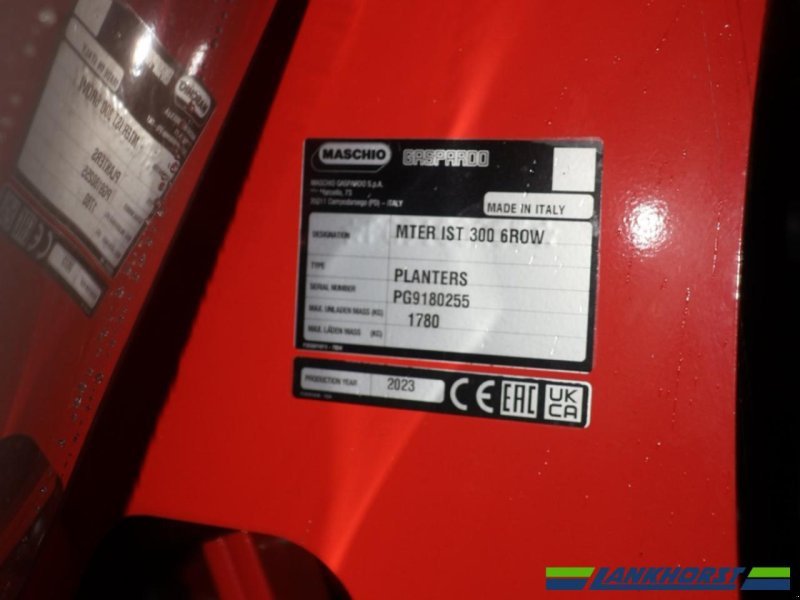 MASCHIO GASPARDO
MASCHIO GASPARDO S.p.A.
Marcello, 73
35011 Campodarsego (PD) – ITALY
MADE IN ITALY
DESIGNATION MTER IST 300 6ROW
TYPE PLANTERS
SERIAL NUMBER PG9180255
MAX. UNLADEN MASS (KG) 1780
MAX. LADEN MASS (KG)
PRODUCTION YEAR 2023 CE EAC UK CA
LANKHORST